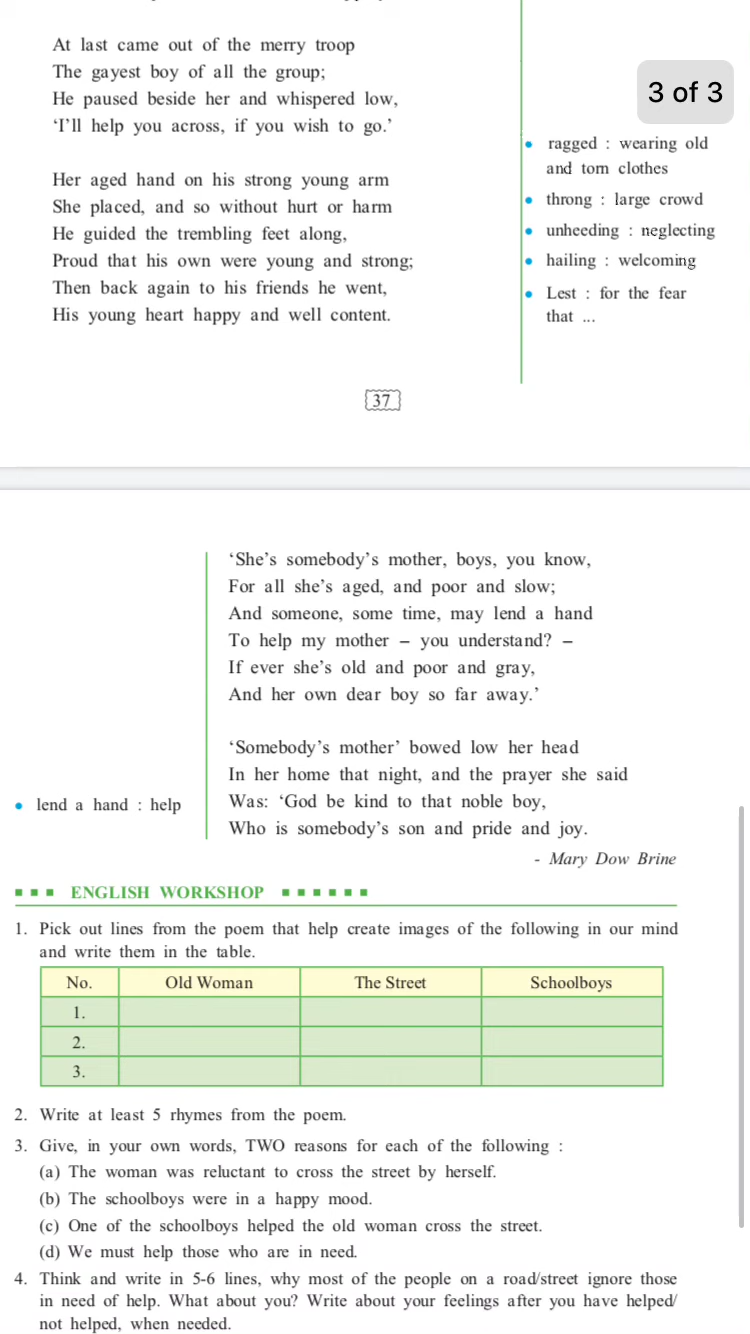 At last came out of the merry troop
The gayest boy of all the group;
He paused beside her and whispered low,
‘I’ll help you across, if you wish to go.’
Her aged hand on his strong young arm
She placed, and so without hurt or harm
He guided the trembling feet along,
Proud that his own were young and strong;
Then back again to his friends he went,
His young heart happy and well content.
3 of 3
• ragged : wearing old
and torn clothes
• throng : large crowd
• unheeding : neglecting
• hailing : welcoming
• Lest : for the fear
that ...
37
‘She’s somebody’s mother, boys, you know,
For all she’s aged, and poor and slow;
And someone, some time, may lend a hand
To help my mother – you understand? –
If ever she’s old and poor and gray,
And her own dear boy so far away.’
‘Somebody’s mother’ bowed low her head
In her home that night, and the prayer she said
Was: ‘God be kind to that noble boy,
Who is somebody’s son and pride and joy.
- Mary Dow Brine
• lend a hand : help
ENGLISH WORKSHOP
1. Pick out lines from the poem that help create images of the following in our mind
and write them in the table.
No. Old Woman The Street Schoolboys
1.
2.
3.
2. Write at least 5 rhymes from the poem.
3. Give, in your own words, TWO reasons for each of the following :
(a) The woman was reluctant to cross the street by herself.
(b) The schoolboys were in a happy mood.
(c) One of the schoolboys helped the old woman cross the street.
(d) We must help those who are in need.
4. Think and write in 5-6 lines, why most of the people on a road/street ignore those
in need of help. What about you? Write about your feelings after you have helped/
not helped, when needed.